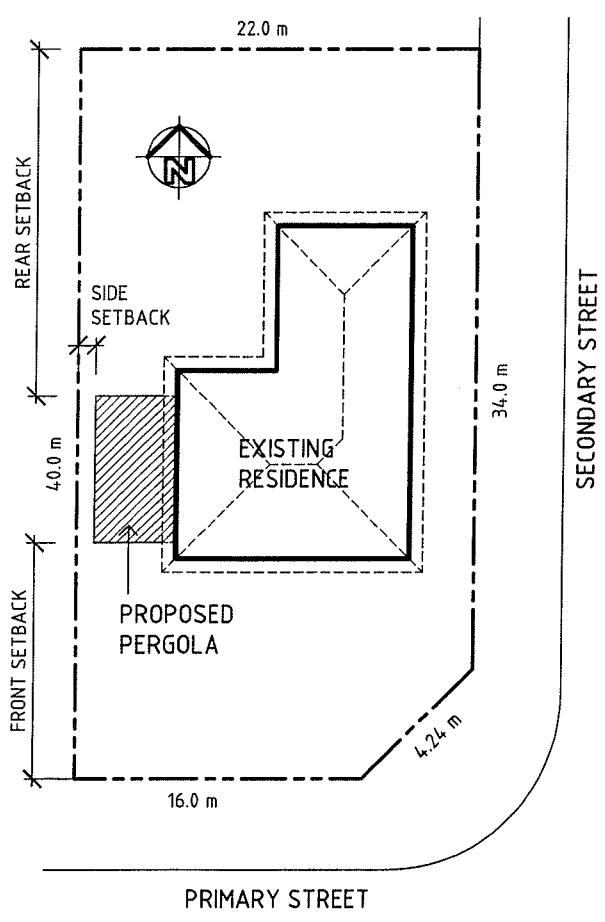 22.0 m
REAR SETBACK
N
SIDE
SETBACK
SECONDARY STREET
34.0 m
40.0 m
EXISTING
RESIDENCE
PROPOSED
PERGOLA
FRONT SETBACK
4.24 m
16.0 m
PRIMARY STREET